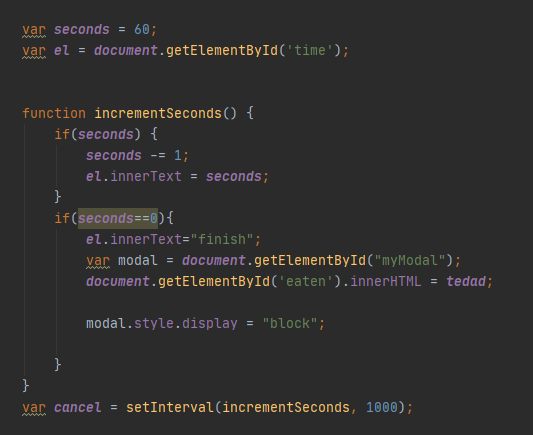 var seconds = 60;
var el = document.getElementById('time');
function incrementSeconds() {
if(seconds) {
seconds -= 1;
el.innerText = seconds;
}
if(seconds==0){
el.innerText="finish";
var modal = document.getElementById("myModal");
document.getElementById('eaten').innerHTML = tedad;
modal.style.display = "block";
}
}
var cancel = setInterval(incrementSeconds, 1000);